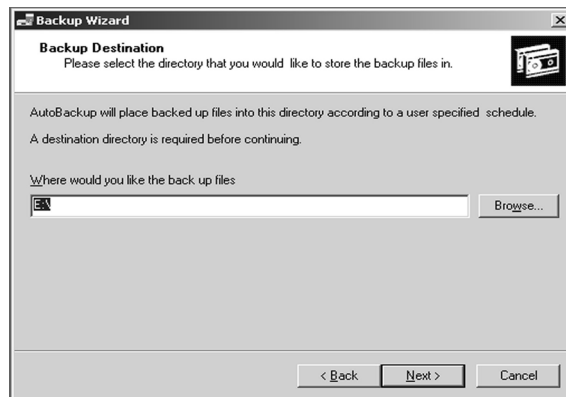 Backup Wizard
Backup Destination
Please select the directory that you would like to store the backup files in.
AutoBackup will place backed up files into this directory according to a user specified schedule.
A destination directory is required before continuing.
Where would you like the back up files
E:\
Browse...
< Back
Next >
Cancel